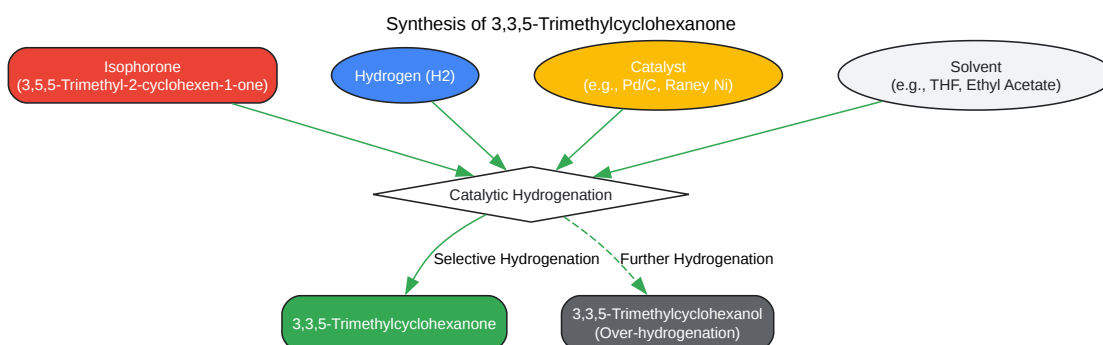 Synthesis of 3,3,5-Trimethylcyclohexanone
Isophorone
(3,5,5-Trimethyl-2-cyclohexen-1-one)
Hydrogen (H2)
Catalyst
(e.g., Pd/C, Raney Ni)
Solvent
(e.g., THF, Ethyl Acetate)
Catalytic Hydrogenation
Selective Hydrogenation
Further Hydrogenation
3,3,5-Trimethylcyclohexanone
3,3,5-Trimethylcyclohexanol
(Over-hydrogenation)